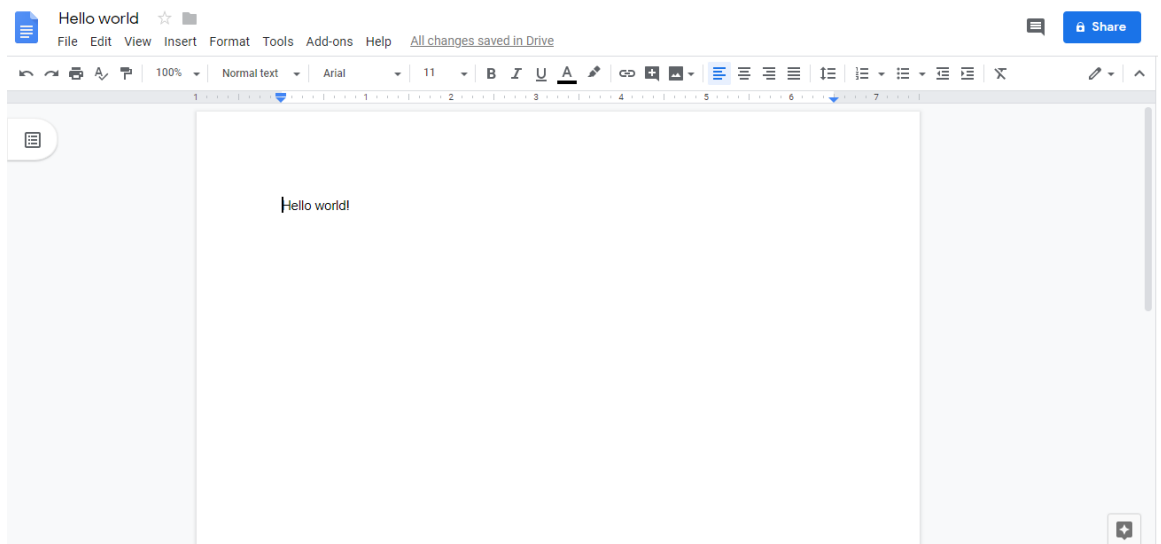 Hello world
File Edit View Insert Format Tools Add-ons Help All changes saved in Drive
Share
100% Normal text Arial 11 B I U A
1 1 2 3 4 5 6 7
Hello world!